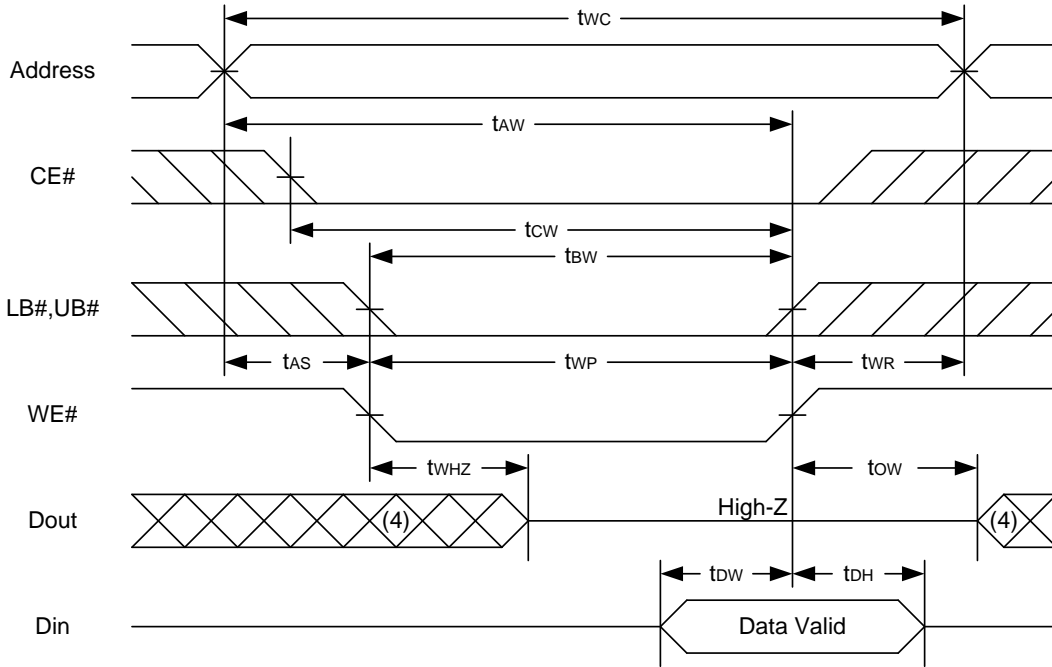 tWC
Address
tAW
CE#
tCW
tBW
LB#,UB#
tAS
tWP
tWR
WE#
tWHZ
tOW
Dout
(4)
High-Z
(4)
tDW
tDH
Din
Data Valid